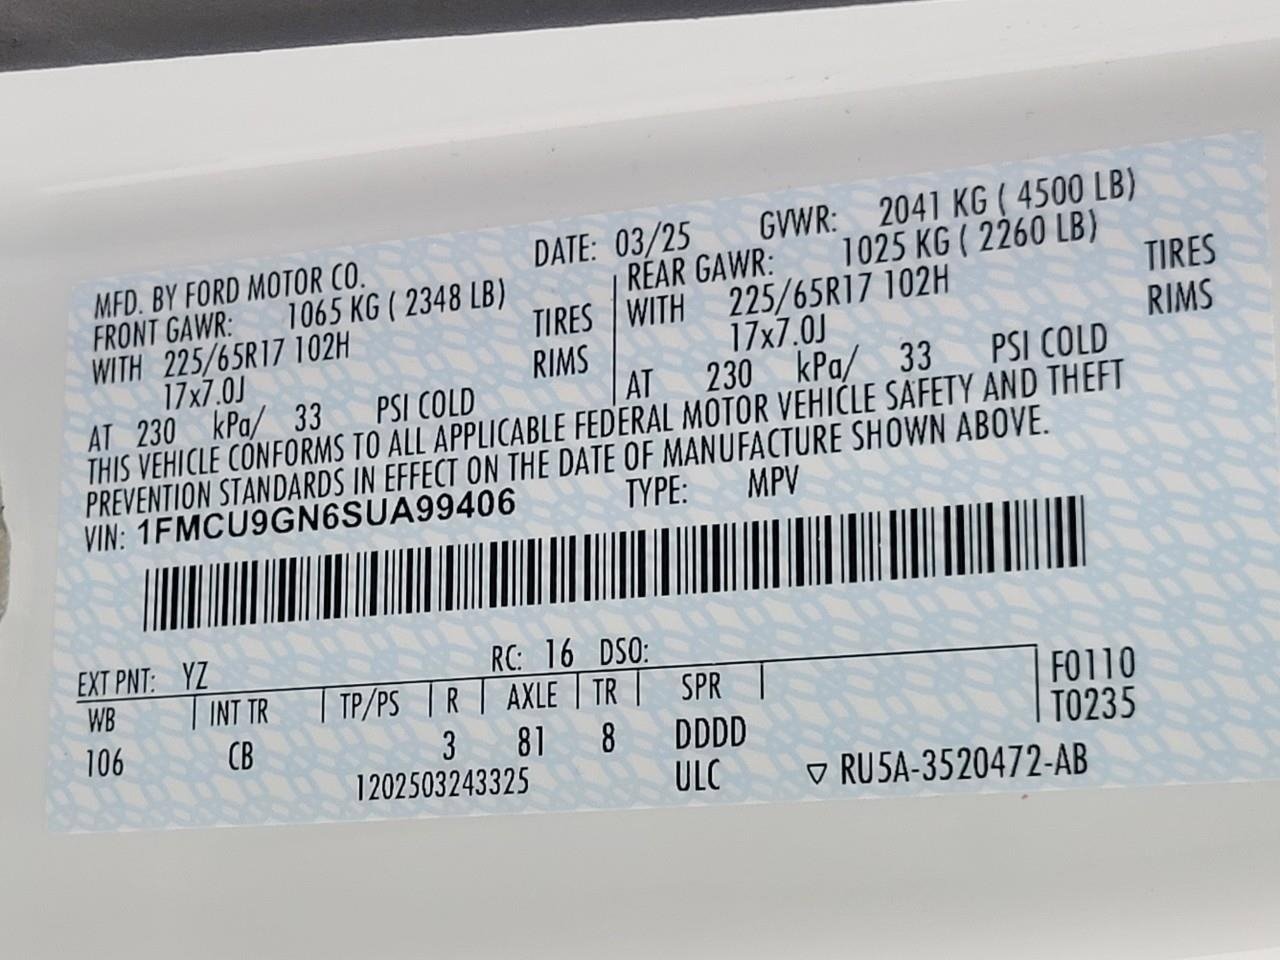 MFD. BY FORD MOTOR CO.
DATE: 03/25 GVWR: 2041 KG ( 4500 LB)
FRONT GAWR: 1065 KG ( 2348 LB)
WITH 225/65R17 102H TIRES
17x7.0J RIMS
AT 230 kPa/ 33 PSI COLD
REAR GAWR: 1025 KG ( 2260 LB)
WITH 225/65R17 102H TIRES
17x7.0J RIMS
AT 230 kPa/ 33 PSI COLD
THIS VEHICLE CONFORMS TO ALL APPLICABLE FEDERAL MOTOR VEHICLE SAFETY AND THEFT
PREVENTION STANDARDS IN EFFECT ON THE DATE OF MANUFACTURE SHOWN ABOVE.
VIN: 1FMCU9GN6SUA99406 TYPE: MPV
EXT PNT: YZ RC: 16 DSO:
WB INT TR TP/PS R AXLE TR SPR
106 CB 3 81 8 DDDD
1202503243325 ULC
F0110
T0235
▽ RU5A-3520472-AB